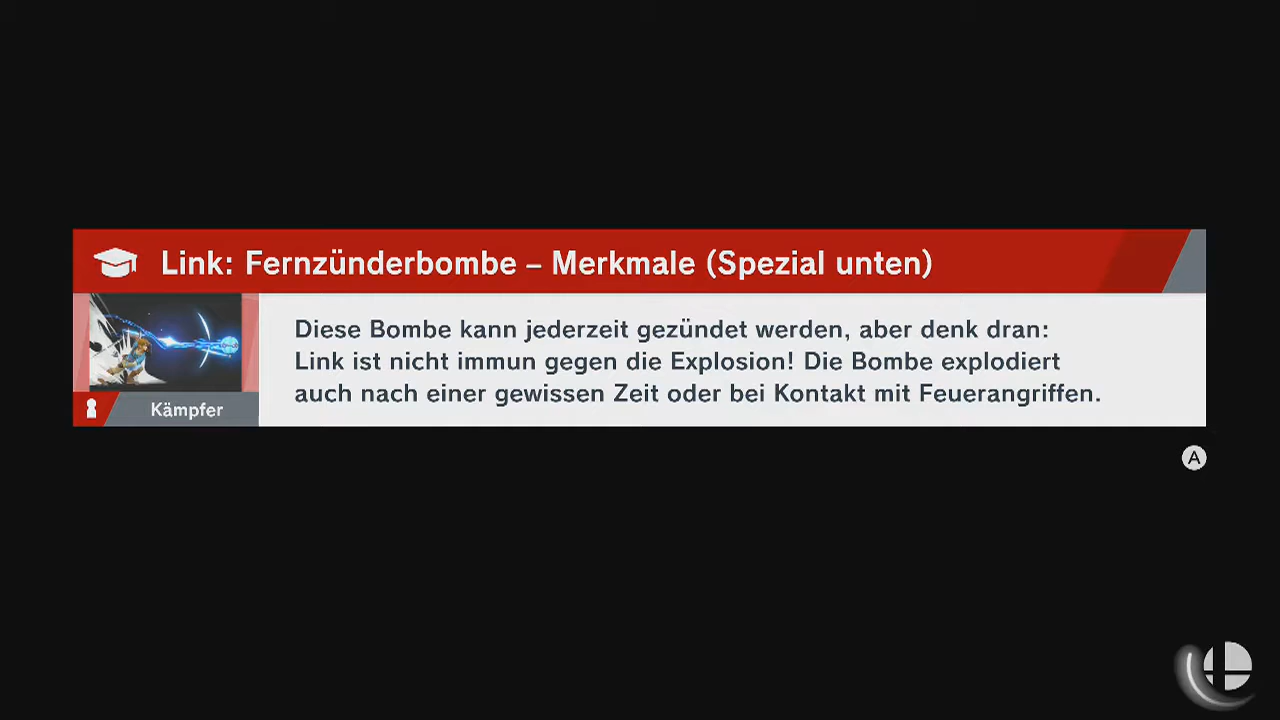 Link: Fernzünderbombe – Merkmale (Spezial unten)
Diese Bombe kann jederzeit gezündet werden, aber denk dran:
Link ist nicht immun gegen die Explosion! Die Bombe explodiert
auch nach einer gewissen Zeit oder bei Kontakt mit Feuerangriffen.
Kämpfer
A